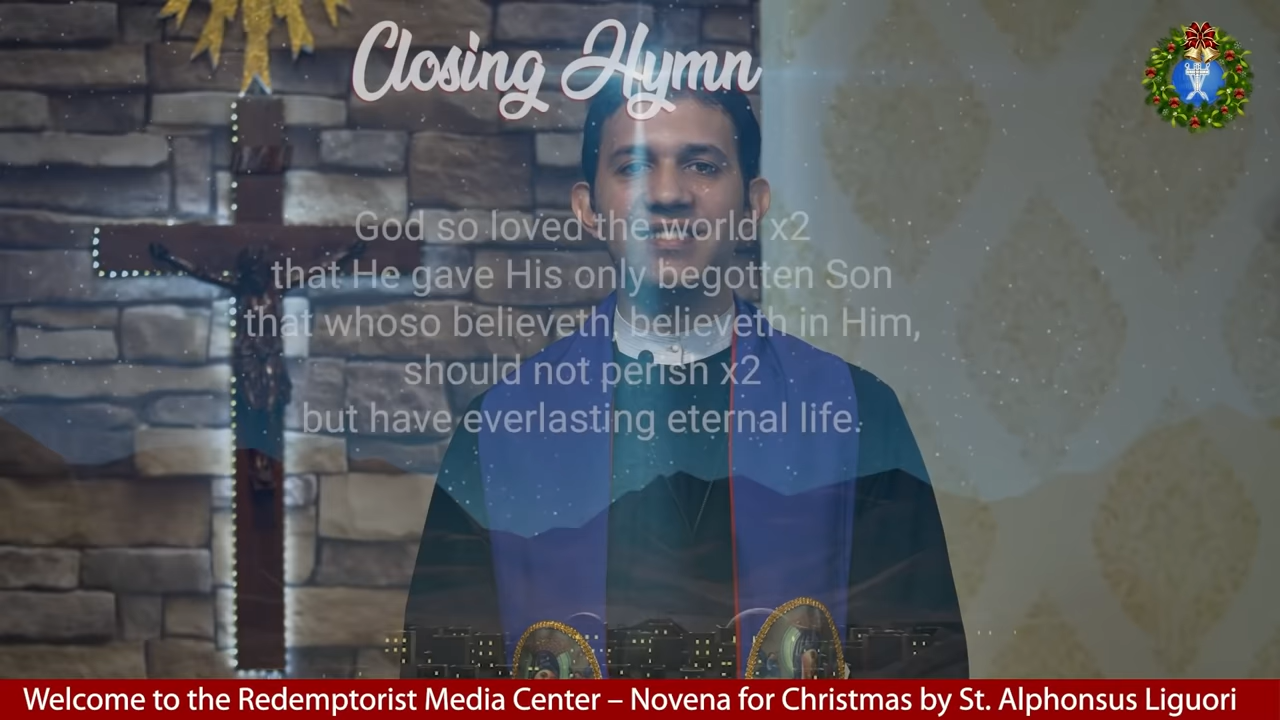 Closing Hymn
God so loved the world x2
that He gave His only begotten Son
that whoso believeth, believeth in Him,
should not perish x2
but have everlasting eternal life.
Welcome to the Redemptorist Media Center – Novena for Christmas by St. Alphonsus Liguori